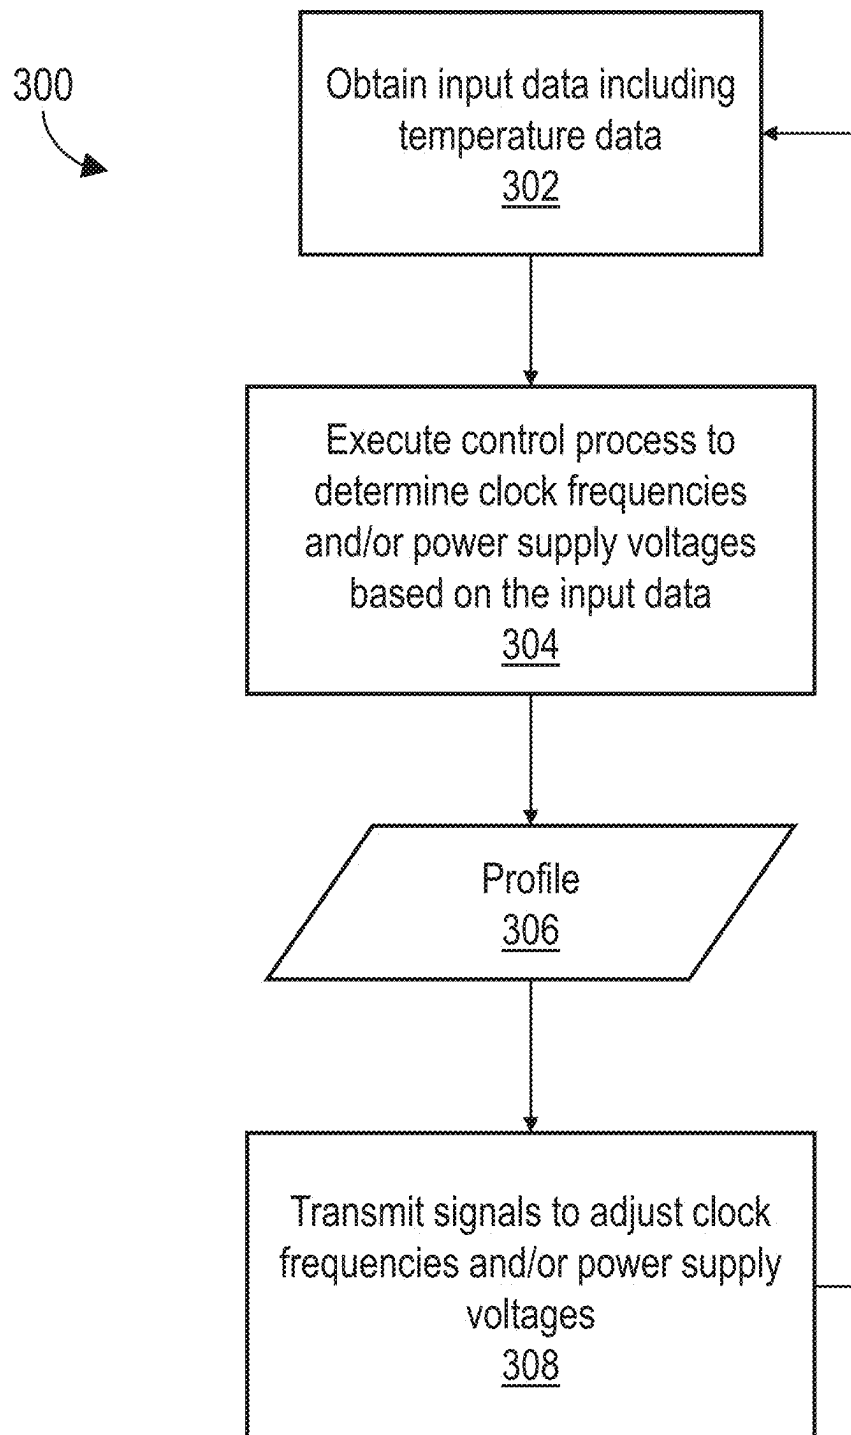 300
Obtain input data including
temperature data
302
Execute control process to
determine clock frequencies
and/or power supply voltages
based on the input data
304
Profile
306
Transmit signals to adjust clock
frequencies and/or power supply
voltages
308